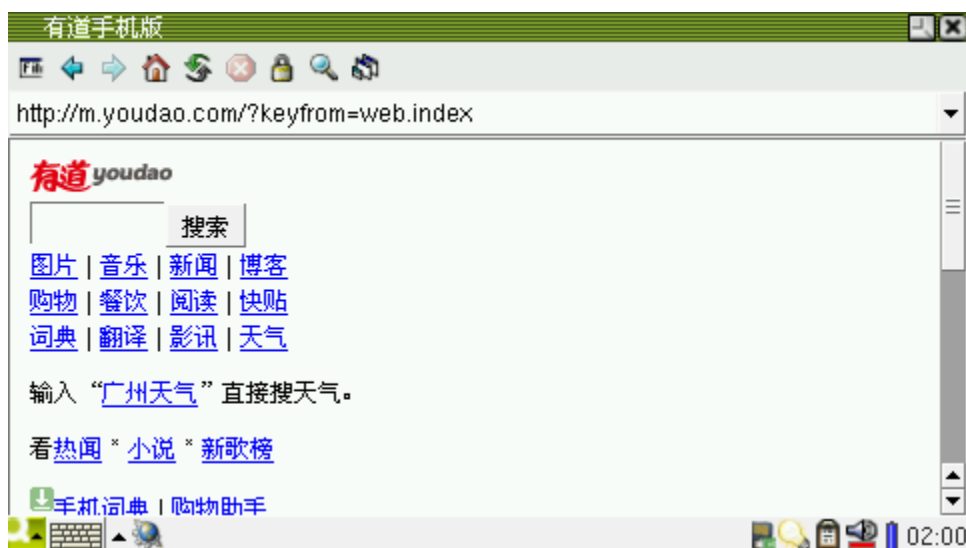 有道手机版
File
http://m.youdao.com/?keyfrom=web.index
有道 youdao
搜索
图片 | 音乐 | 新闻 | 博客
购物 | 餐饮 | 阅读 | 快贴
词典 | 翻译 | 影讯 | 天气
输入“广州天气”直接搜天气。
看热闻 * 小说 * 新歌榜
手机词典 | 购物助手
02:00